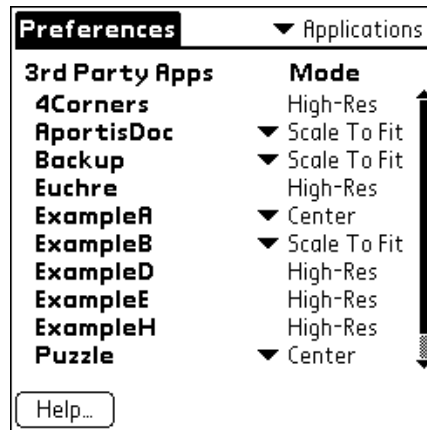 Preferences ▼ Applications
3rd Party Apps Mode
4Corners High-Res
AportisDoc ▼ Scale To Fit
Backup ▼ Scale To Fit
Euchre High-Res
ExampleA ▼ Center
ExampleB ▼ Scale To Fit
ExampleD High-Res
ExampleE High-Res
ExampleH High-Res
Puzzle ▼ Center
Help...